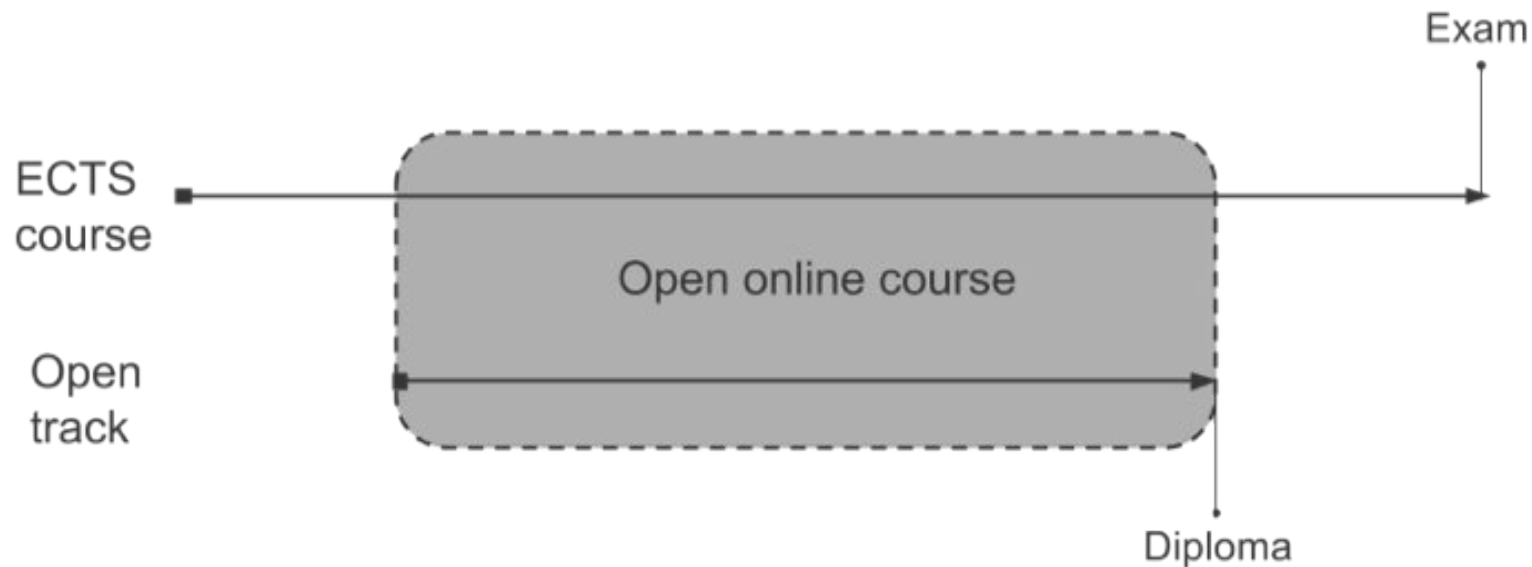 Exam
ECTS
course
Open online course
Open
track
Diploma